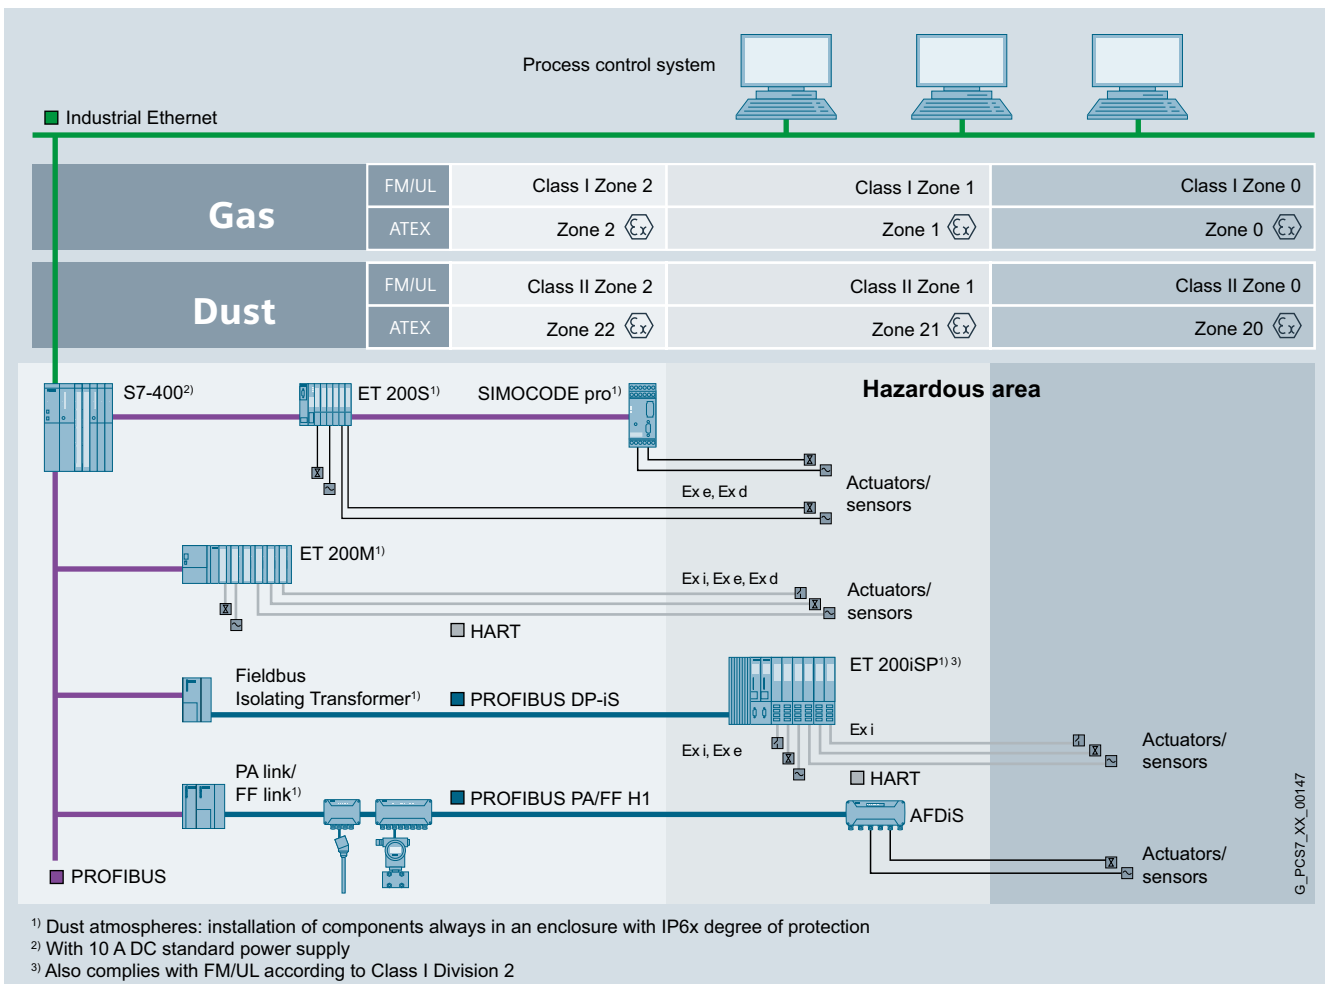 Process control system
Industrial Ethernet
Gas
FM/UL
Class I Zone 2
Class I Zone 1
Class I Zone 0
ATEX
Zone 2 εx
Zone 1 εx
Zone 0 εx
Dust
FM/UL
Class II Zone 2
Class II Zone 1
Class II Zone 0
ATEX
Zone 22 εx
Zone 21 εx
Zone 20 εx
Hazardous area
S7-400²⁾
ET 200S¹⁾
SIMOCODE pro¹⁾
Ex e, Ex d
Actuators/
sensors
ET 200M¹⁾
Ex i, Ex e, Ex d
Actuators/
sensors
HART
Fieldbus
Isolating Transformer¹⁾
PROFIBUS DP-iS
ET 200iSP¹⁾ ³⁾
Ex i
Ex i, Ex e
Actuators/
sensors
HART
PA link/
FF link¹⁾
PROFIBUS PA/FF H1
AFDiS
Actuators/
sensors
PROFIBUS
G_PCS7_XX_00147
¹⁾ Dust atmospheres: installation of components always in an enclosure with IP6x degree of protection
²⁾ With 10 A DC standard power supply
³⁾ Also complies with FM/UL according to Class I Division 2